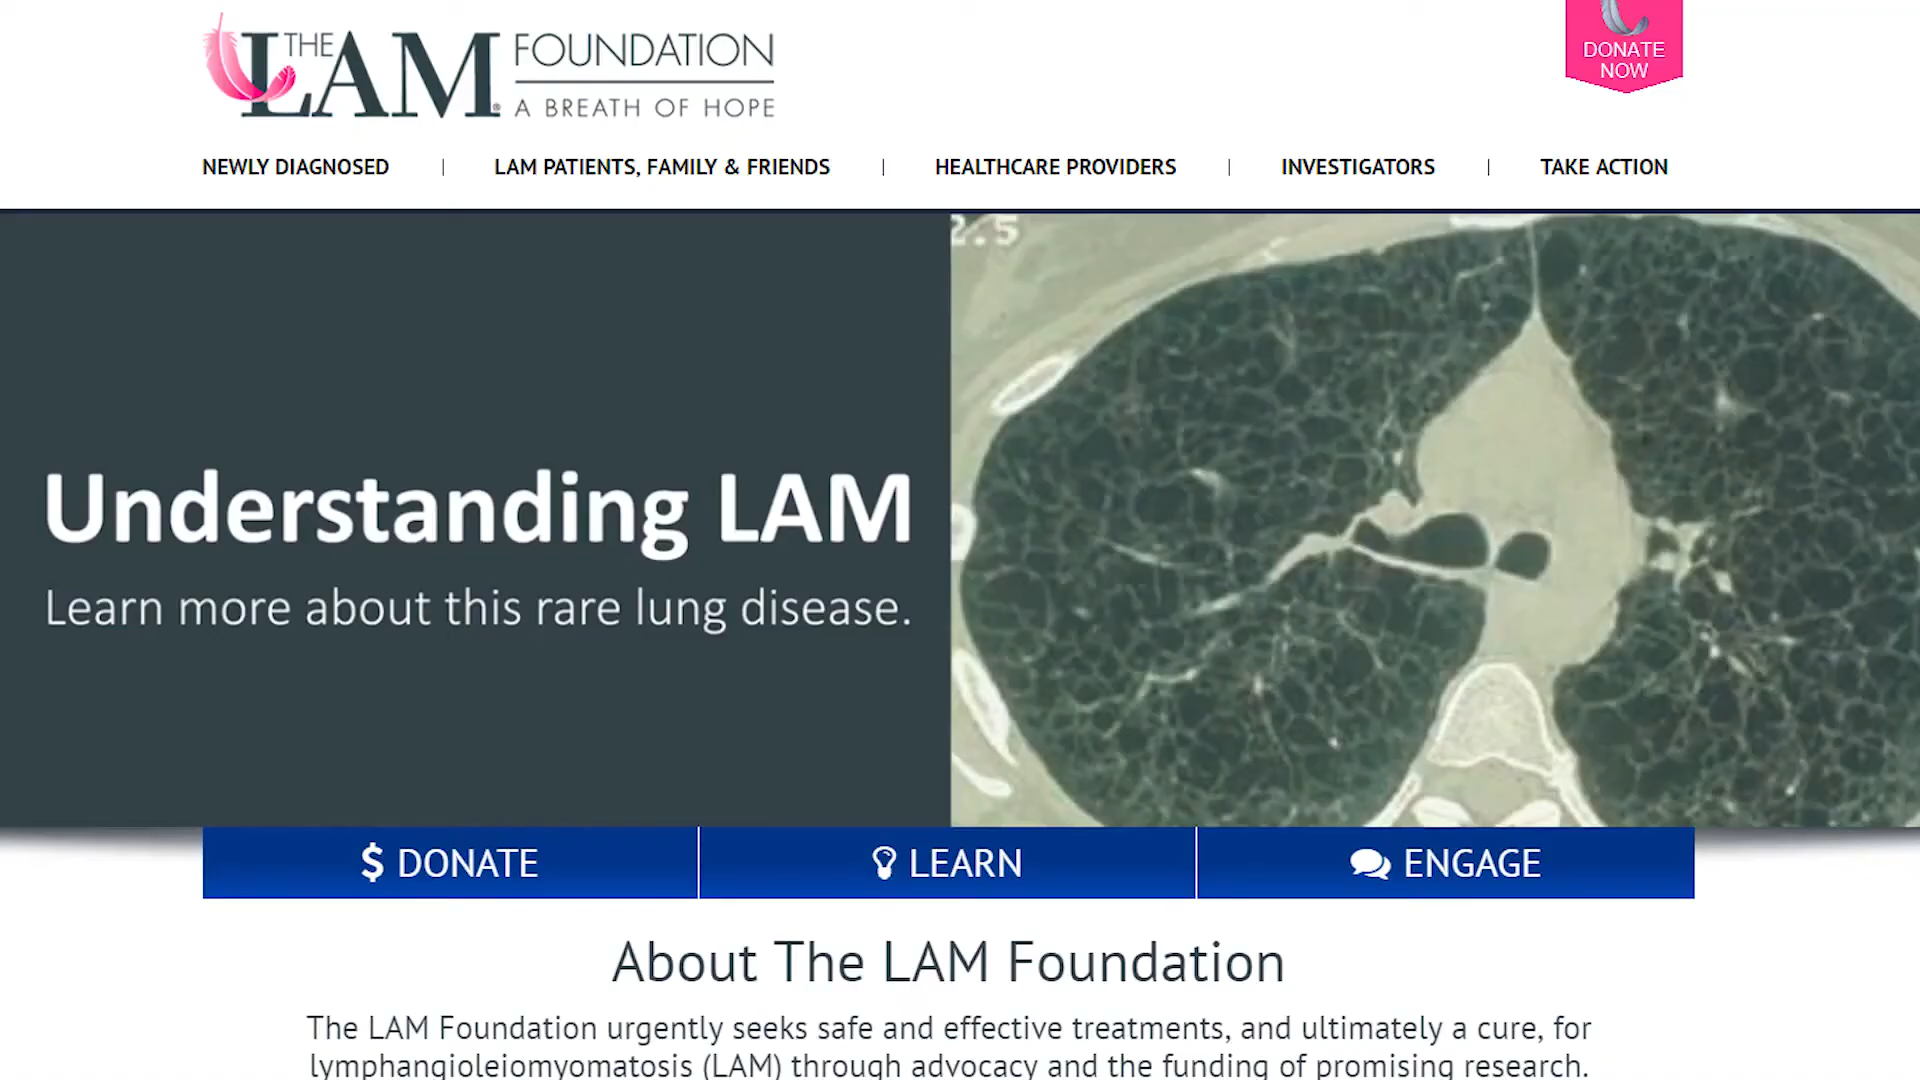 THE
LAM®
FOUNDATION
A BREATH OF HOPE
DONATE
NOW
NEWLY DIAGNOSED | LAM PATIENTS, FAMILY & FRIENDS | HEALTHCARE PROVIDERS | INVESTIGATORS | TAKE ACTION
2.5
Understanding LAM
Learn more about this rare lung disease.
$ DONATE
LEARN
ENGAGE
About The LAM Foundation
The LAM Foundation urgently seeks safe and effective treatments, and ultimately a cure, for
lymphangioleiomyomatosis (LAM) through advocacy and the funding of promising research.